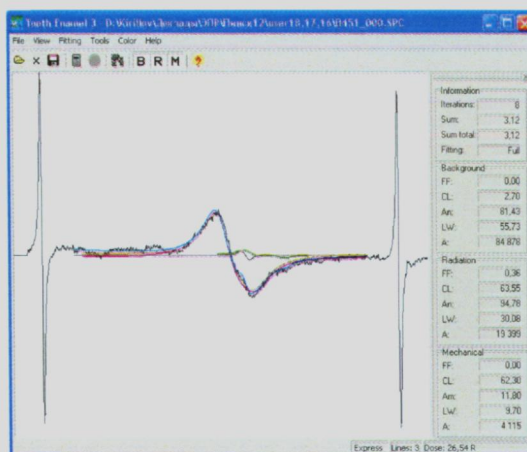 Tooth Enamel 3
File View Fitting Tools Color Help
B R M ?
Information
Iterations: 8
Sum: 3,12
Sum total: 3,12
Fitting: Full
Background
FF: 0,00
CL: 2,70
Am: 81,43
LW: 55,73
A: 84 878
Radiation
FF: 0,36
CL: 63,55
Am: 94,78
LW: 30,08
A: 19 399
Mechanical
FF: 0,00
CL: 62,30
Am: 11,80
LW: 9,70
A: 4 115
Express Lines: 3 Dose: 26,54 R